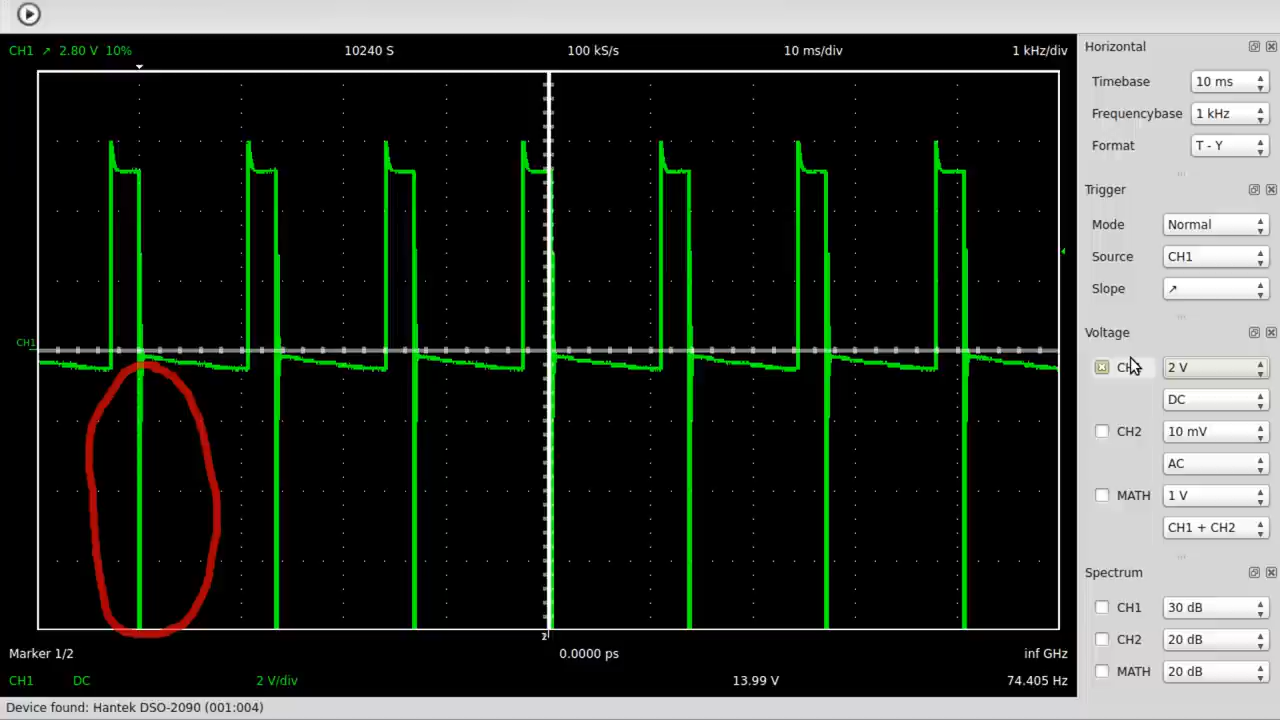 CH1 ↗ 2.80 V 10% 10240 S 100 kS/s 10 ms/div 1 kHz/div
CH1
2
Marker 1/2 0.0000 ps inf GHz
CH1 DC 2 V/div 13.99 V 74.405 Hz
Device found: Hantek DSO-2090 (001:004)
Horizontal
Timebase 10 ms
Frequencybase 1 kHz
Format T - Y
Trigger
Mode Normal
Source CH1
Slope ↗
Voltage
CH1 2 V
DC
CH2 10 mV
AC
MATH 1 V
CH1 + CH2
Spectrum
CH1 30 dB
CH2 20 dB
MATH 20 dB